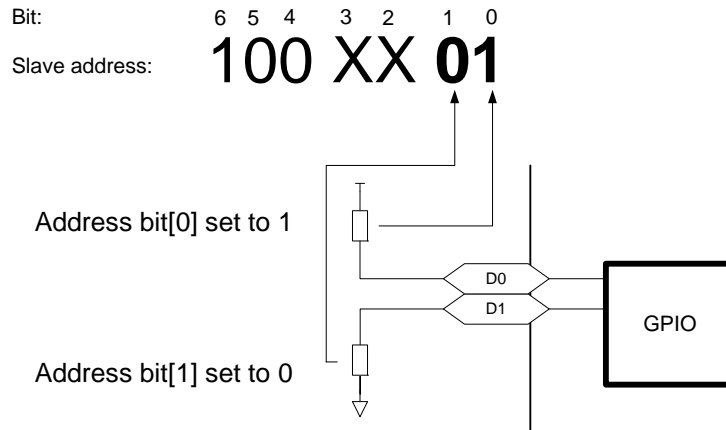 Bit: 6 5 4 3 2 1 0
Slave address: 100 XX 01
Address bit[0] set to 1
D0
D1
GPIO
Address bit[1] set to 0